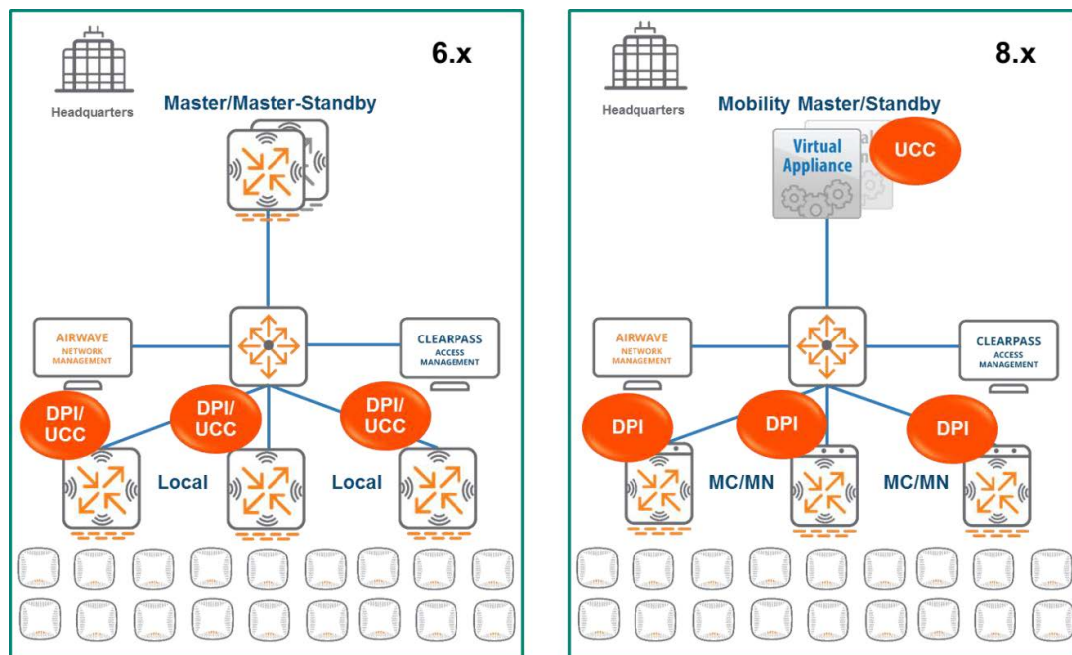 6.x
Headquarters
Master/Master-Standby
AIRWAVE
NETWORK
MANAGEMENT
CLEARPASS
ACCESS
MANAGEMENT
DPI/
UCC
DPI/
UCC
DPI/
UCC
Local
Local
8.x
Headquarters
Mobility Master/Standby
Virtual
Appliance
UCC
AIRWAVE
NETWORK
MANAGEMENT
CLEARPASS
ACCESS
MANAGEMENT
DPI
DPI
DPI
MC/MN
MC/MN